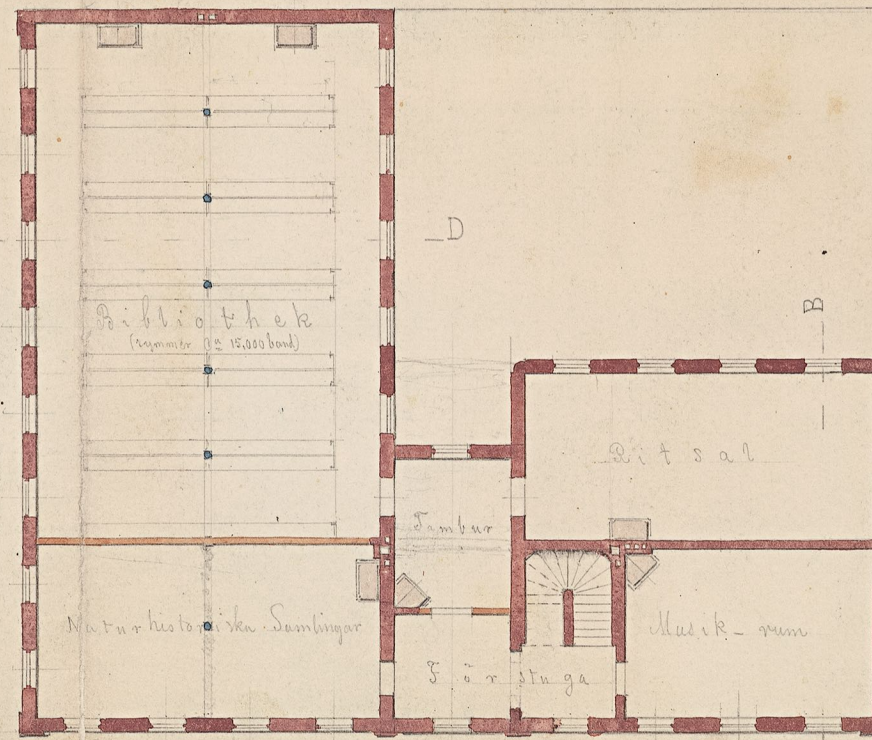 D
B
Bibliothek
(rymmer 15,000 band)
Ritsal
Tambur
Naturhistoriska Samlingar
Musik-rum
Förstuga